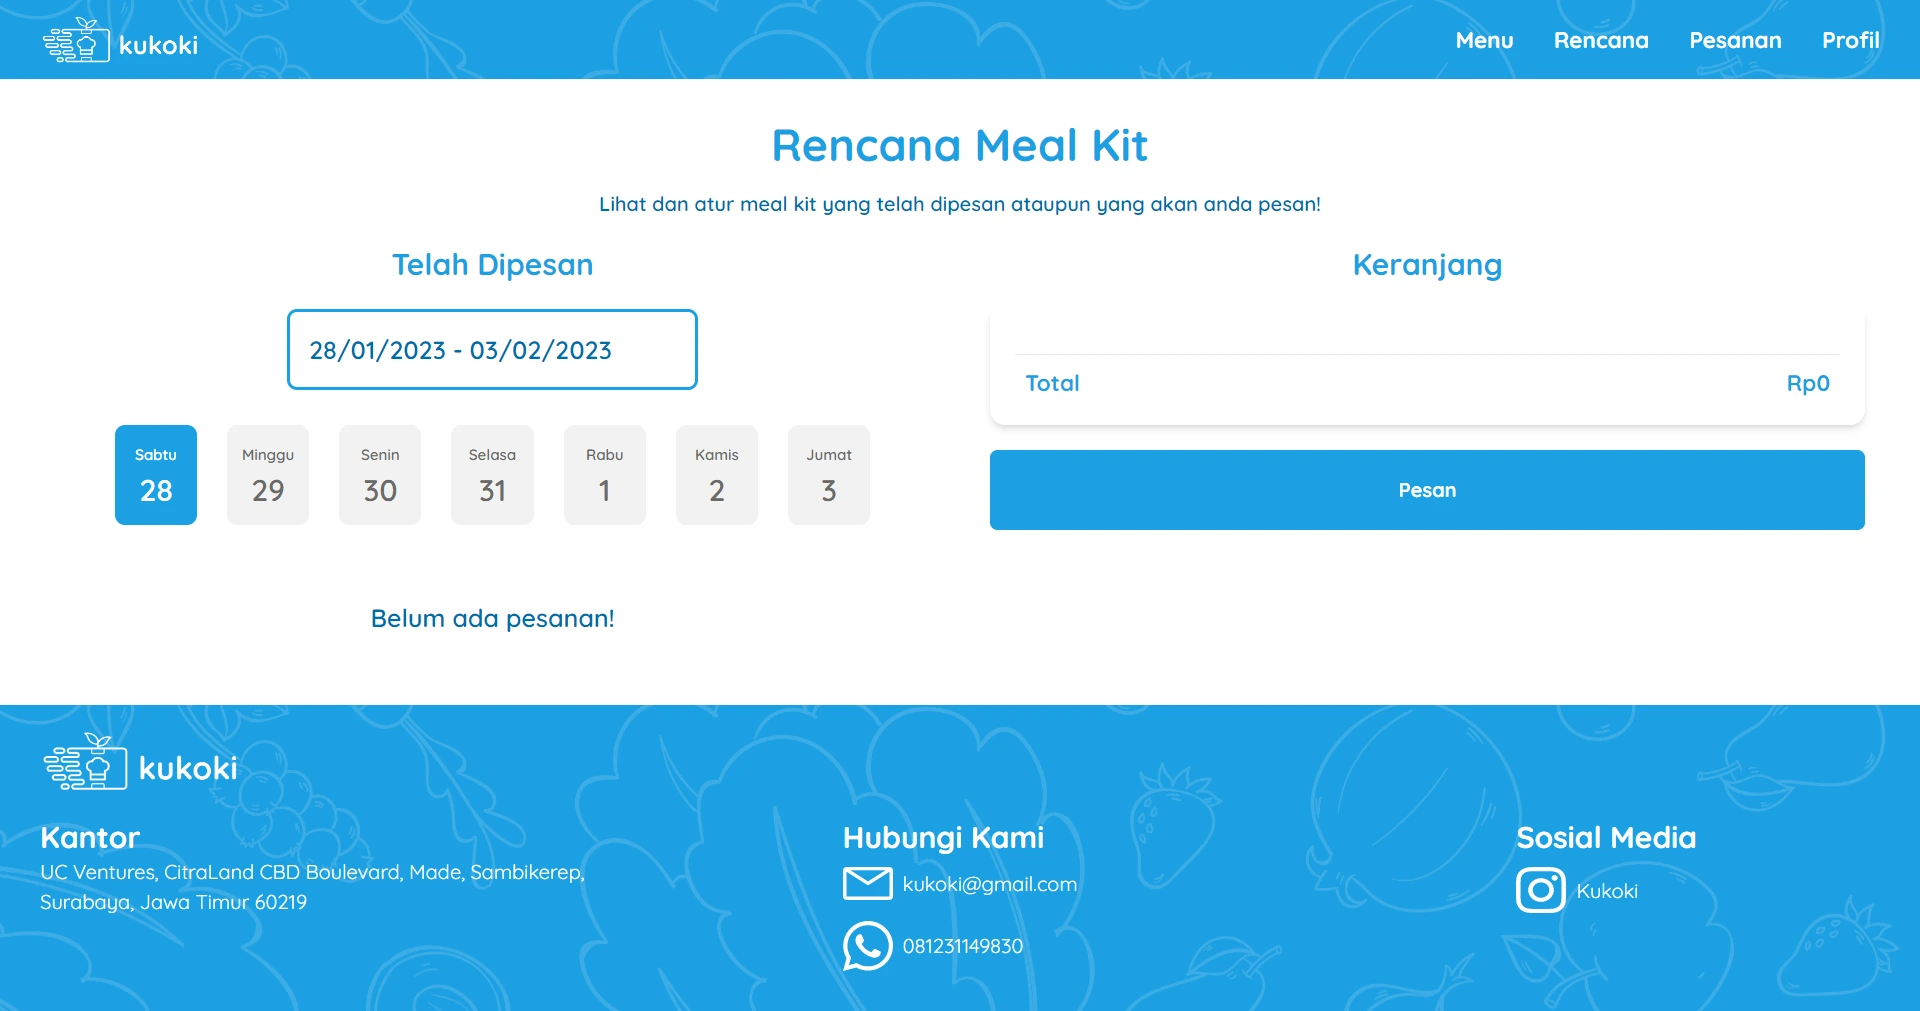 kukoki
Menu Rencana Pesanan Profil
Rencana Meal Kit
Lihat dan atur meal kit yang telah dipesan ataupun yang akan anda pesan!
Telah Dipesan
28/01/2023 - 03/02/2023
Sabtu Minggu Senin Selasa Rabu Kamis Jumat
28 29 30 31 1 2 3
Belum ada pesanan!
Keranjang
Total Rp0
Pesan
kukoki
Kantor
UC Ventures, CitraLand CBD Boulevard, Made, Sambikerep,
Surabaya, Jawa Timur 60219
Hubungi Kami
kukoki@gmail.com
081231149830
Sosial Media
Kukoki